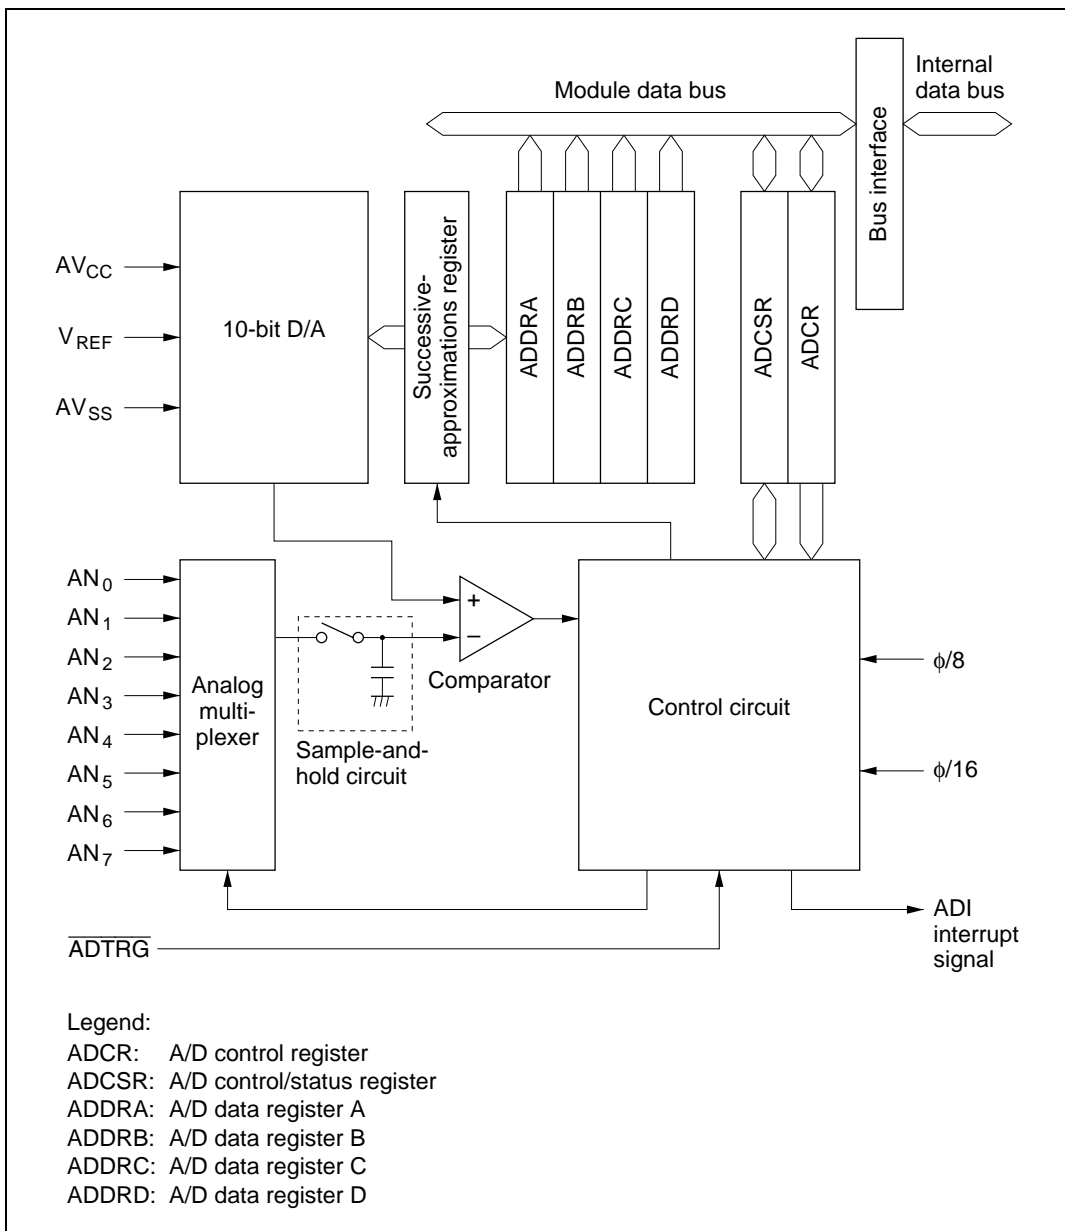 Module data bus
Internal
data bus
Bus interface
AVCC
VREF
AVSS
10-bit D/A
Successive-
approximations register
ADDRA
ADDRB
ADDRC
ADDRD
ADCSR
ADCR
AN0
AN1
AN2
AN3
AN4
AN5
AN6
AN7
Analog
multi-
plexer
Sample-and-
hold circuit
+
−
Comparator
Control circuit
ϕ/8
ϕ/16
ADTRG
ADI
interrupt
signal
Legend:
ADCR: A/D control register
ADCSR: A/D control/status register
ADDRA: A/D data register A
ADDRB: A/D data register B
ADDRC: A/D data register C
ADDRD: A/D data register D